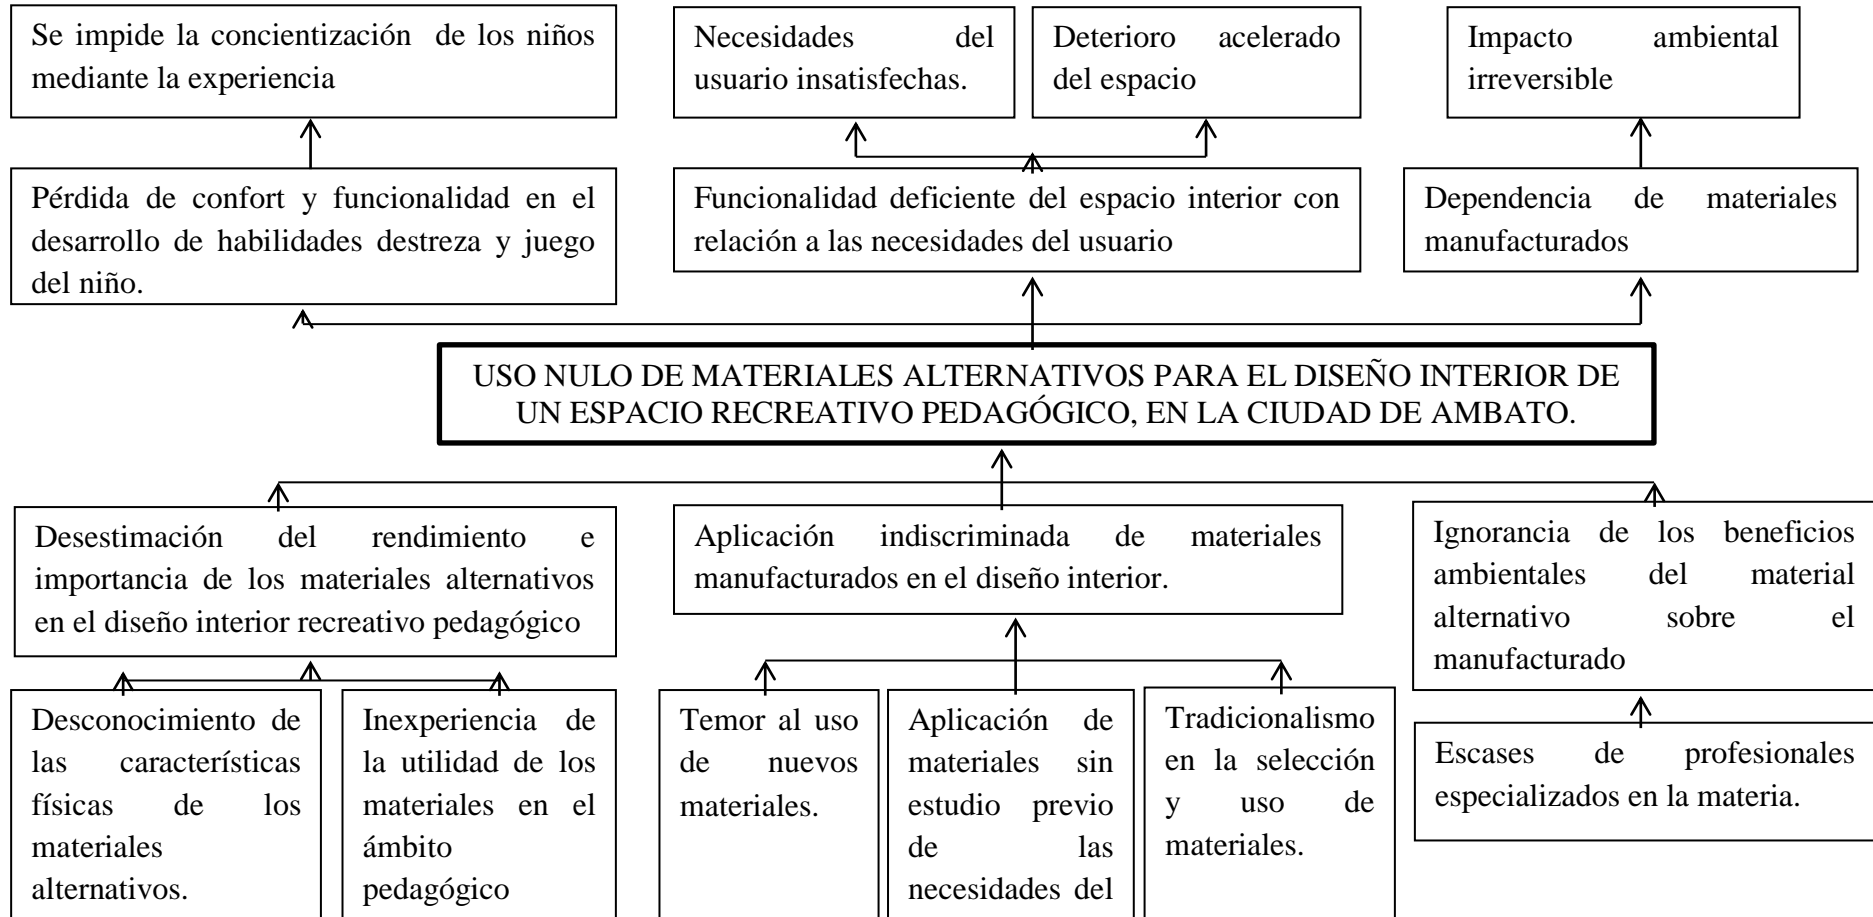 Se impide la concientización de los niños
mediante la experiencia
Necesidades del
usuario insatisfechas.
Deterioro acelerado
del espacio
Impacto ambiental
irreversible
Pérdida de confort y funcionalidad en el
desarrollo de habilidades destreza y juego
del niño.
Funcionalidad deficiente del espacio interior con
relación a las necesidades del usuario
Dependencia de materiales
manufacturados
USO NULO DE MATERIALES ALTERNATIVOS PARA EL DISEÑO INTERIOR DE
UN ESPACIO RECREATIVO PEDAGÓGICO, EN LA CIUDAD DE AMBATO.
Desestimación del rendimiento e
importancia de los materiales alternativos
en el diseño interior recreativo pedagógico
Aplicación indiscriminada de materiales
manufacturados en el diseño interior.
Ignorancia de los beneficios
ambientales del material
alternativo sobre el
manufacturado
Desconocimiento de
las características
físicas de los
materiales
alternativos.
Inexperiencia de
la utilidad de los
materiales en el
ámbito
pedagógico
Temor al uso
de nuevos
materiales.
Aplicación de
materiales sin
estudio previo
de las
necesidades del
Tradicionalismo
en la selección
y uso de
materiales.
Escases de profesionales
especializados en la materia.